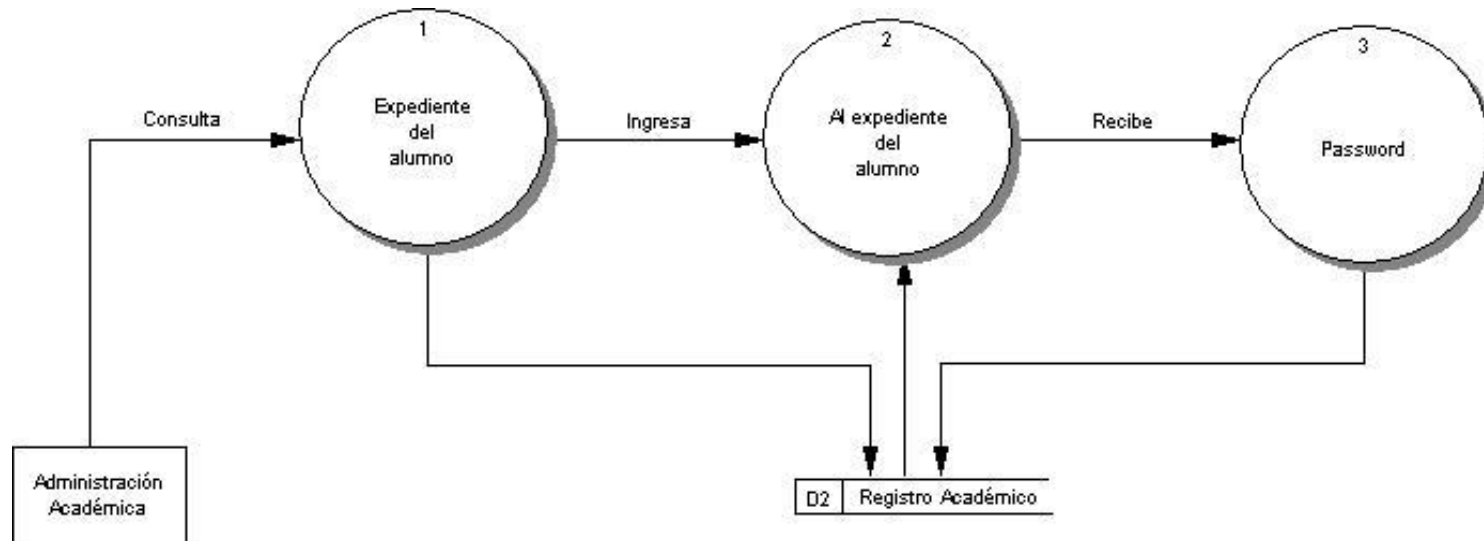 1
Expediente
del
alumno
2
Al expediente
del
alumno
3
Password
Consulta
Ingresa
Recibe
Administración
Académica
D2 Registro Académico